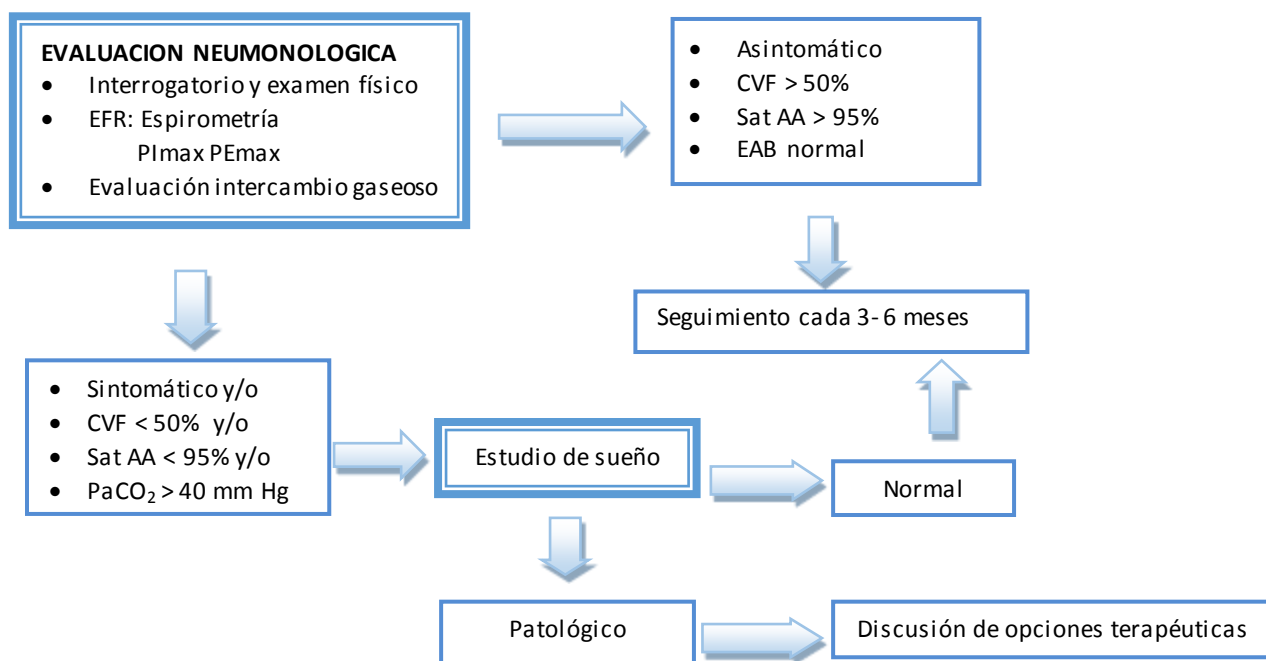 EVALUACION NEUMONOLOGICA
• Interrogatorio y examen físico
• EFR: Espirometría
PImax PEmax
• Evaluación intercambio gaseoso
• Asintomático
• CVF > 50%
• Sat AA > 95%
• EAB normal
Seguimiento cada 3- 6 meses
• Sintomático y/o
• CVF < 50% y/o
• Sat AA < 95% y/o
• PaCO₂ > 40 mm Hg
Estudio de sueño
Normal
Patológico
Discusión de opciones terapéuticas